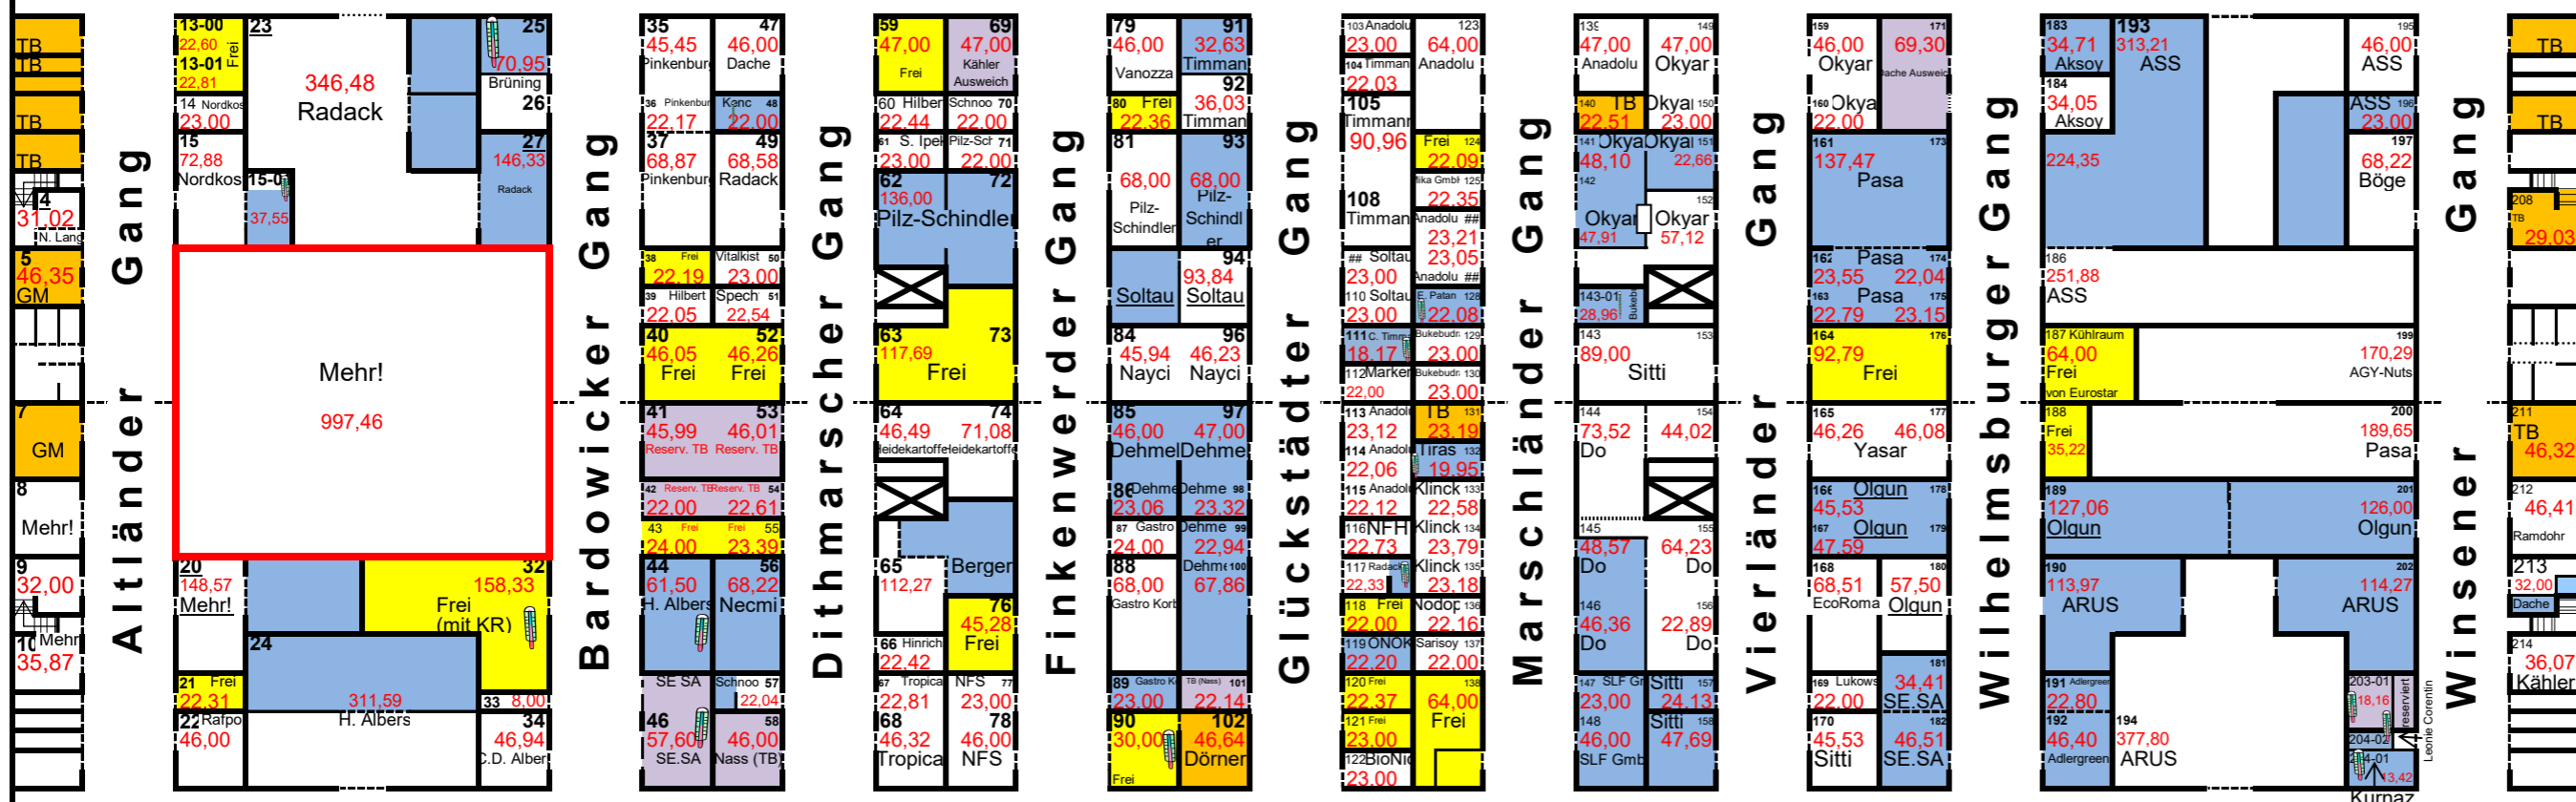 TB
TB
TB
TB
4
31,02
N. Lang
5
46,35
GM
7
GM
8
Mehr!
9
32,00
10 Mehr
35,87
Altländer Gang
13-00
22,60
Frei
13-01
22,81
14 Nordkos
23,00
15
72,88
Nordkos
23
346,48
Radack
15-0
37,55
25
70,95
Brüning
26
27
146,33
Radack
Mehr!
997,46
20
148,57
Mehr!
32
158,33
Frei
(mit KR)
21 Frei
22,31
22 Rafpo
46,00
24
311,59
H. Albers
33 8,00
34
46,94
C.D. Alber
Bardowicker Gang
35
45,45
Pinkenburg
47
46,00
Dache
36 Pinkenbur
22,17
Kanc 48
22,00
37
68,87
Pinkenburg
49
68,58
Radack
38 Frei
22,19
Vitalkist 50
23,00
39 Hilbert
22,05
Spech 51
22,54
40
46,05
Frei
52
46,26
Frei
41
45,99
Reserv. TB
53
46,01
Reserv. TB
42 Reserv. TB
22,00
Reserv. TB 54
22,61
43 Frei
24,00
Frei 55
23,39
44
61,50
H. Albers
56
68,22
Necmi
SE SA
46
57,60
SE.SA
Schnoo 57
22,04
58
46,00
Nass (TB)
Dithmarscher Gang
59
47,00
Frei
69
47,00
Kähler
Ausweich
60 Hilber
22,44
Schnoo 70
22,00
61 S. Ipek
23,00
Pilz-Sch 71
22,00
62
136,00
72
Pilz-Schindler
63
117,69
73
Frei
64
46,49
Heidekartoffe
74
71,08
Heidekartoffe
65
112,27
Berger
76
45,28
Frei
66 Hinrich
22,42
67 Tropica
22,81
NFS 77
23,00
68
46,32
Tropica
78
46,00
NFS
Finkenwerder Gang
79
46,00
Vanozza
91
32,63
Timman
80 Frei
22,36
92
36,03
Timman
81
68,00
Pilz-
Schindler
93
68,00
Pilz-
Schindl
er
Soltau
94
93,84
Soltau
84
45,94
Nayci
96
46,23
Nayci
85
46,00
Dehmel
97
47,00
Dehme
86 Dehme
23,06
Dehme 98
23,32
87 Gastro
24,00
Dehme 99
22,94
88
68,00
Gastro Korb
Dehme 100
67,86
89 Gastro Ko
23,00
TB (Nass) 101
22,14
90
30,00
Frei
102
46,64
Dörner
Glückstädter Gang
103 Anadolu
23,00
123
64,00
Anadolu
104 Timman
22,03
105
Timmann
90,96
Frei 124
22,09
Mika GmbH 125
22,35
108
Timman
Anadolu ##
23,21
23,05
Anadolu ##
## Soltau
23,00
110 Soltau
23,00
E. Patan 128
22,08
111 C. Timm
18,17
Bukebudr 129
23,00
112 Marker
22,00
Bukebudr 130
23,00
113 Anadolu
23,12
TB 131
23,19
114 Anadolu
22,06
Tiras 132
19,95
115 Anadolu
22,12
Klinck 133
22,58
116 NFH
22,73
Klinck 134
23,79
117 Radack
22,33
Klinck 135
23,18
118 Frei
22,00
Nodop 136
22,16
119 ONOK
22,20
Sarisoy 137
22,00
120 Frei
22,37
138
64,00
Frei
121 Frei
23,00
122 BioNic
23,00
Marschländer Gang
139
47,00
Anadolu
149
47,00
Okyar
140 TB
22,51
Okyar 150
23,00
141 Okya
48,10
Okyai 151
22,66
142
Okyar
47,91
152
Okyar
57,12
143-01
28,96
Bukeb
143
89,00
153
Sitti
144
73,52
Do
154
44,02
145
48,57
Do
155
64,23
Do
146
46,36
Do
156
22,89
Do
147 SLF Gr
23,00
Sitti 157
24,13
148
46,00
SLF Gmb
Sitti 158
47,69
Vierländer Gang
159
46,00
Okyar
171
69,30
Dache Ausweic
160 Okya
22,00
161
137,47
173
Pasa
162 Pasa 174
23,55 22,04
163 Pasa 175
22,79 23,15
164
92,79
176
Frei
165
46,26
177
46,08
Yasar
166 Olgun 178
45,53
167 Olgun 179
47,59
168
68,51
EcoRoma
180
57,50
Olgun
169 Lukows
22,00
181
34,41
SE.SA
170
45,53
Sitti
182
46,51
SE.SA
Wilhelmsburger Gang
183
34,71
Aksoy
193
313,21
ASS
195
46,00
ASS
184
34,05
Aksoy
ASS 196
23,00
224,35
197
68,22
Böge
186
251,88
ASS
187 Kühlraum
64,00
Frei
von Eurostar
199
170,29
AGY-Nuts
188
Frei
35,22
200
189,65
Pasa
189
127,06
Olgun
201
126,00
Olgun
190
113,97
ARUS
202
114,27
ARUS
191 Adlergreen
22,80
203-01
18,16
reserviert
192
46,40
Adlergreen
194
377,80
ARUS
204-02
Leonie Corentin
13,42
Kurnaz
Winsener Gang
TB
TB
208
TB
29,03
211
TB
46,32
212
46,41
Ramdohr
213
32,00
Dache
214
36,07
Kähler